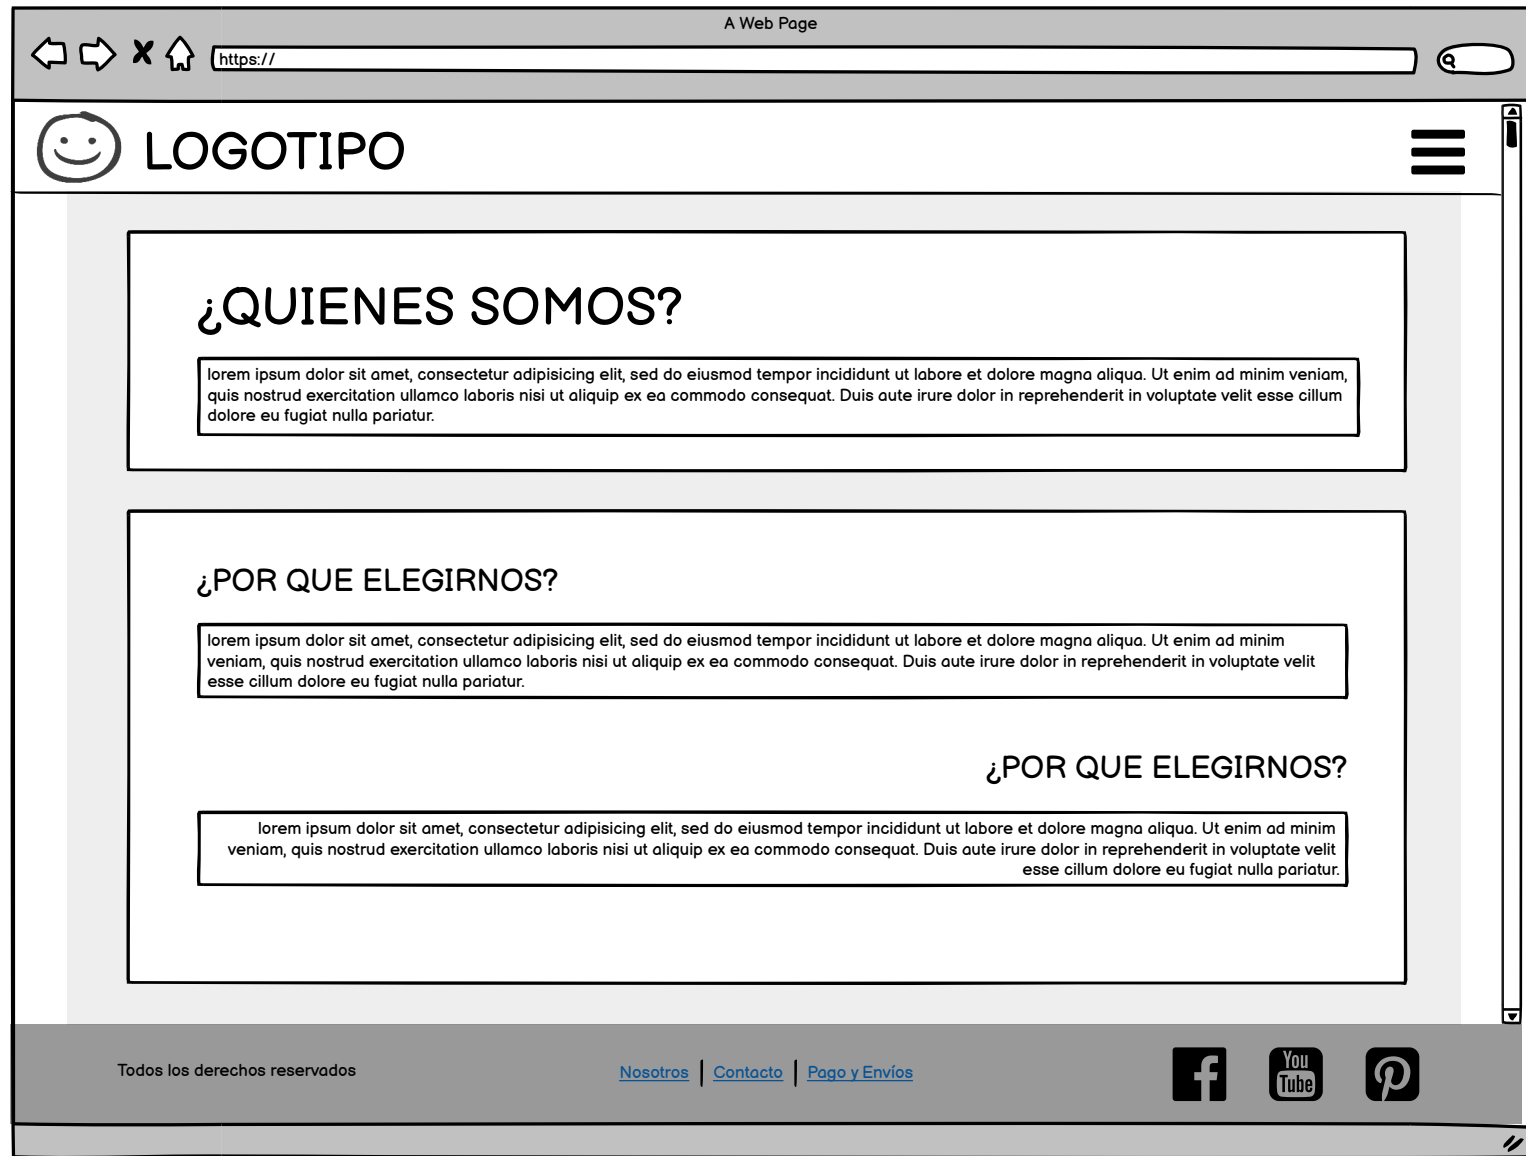 A Web Page
https://
LOGOTIPO
¿QUIENES SOMOS?
lorem ipsum dolor sit amet, consectetur adipisicing elit, sed do eiusmod tempor incididunt ut labore et dolore magna aliqua. Ut enim ad minim veniam,
quis nostrud exercitation ullamco laboris nisi ut aliquip ex ea commodo consequat. Duis aute irure dolor in reprehenderit in voluptate velit esse cillum
dolore eu fugiat nulla pariatur.
¿POR QUE ELEGIRNOS?
lorem ipsum dolor sit amet, consectetur adipisicing elit, sed do eiusmod tempor incididunt ut labore et dolore magna aliqua. Ut enim ad minim
veniam, quis nostrud exercitation ullamco laboris nisi ut aliquip ex ea commodo consequat. Duis aute irure dolor in reprehenderit in voluptate velit
esse cillum dolore eu fugiat nulla pariatur.
¿POR QUE ELEGIRNOS?
lorem ipsum dolor sit amet, consectetur adipisicing elit, sed do eiusmod tempor incididunt ut labore et dolore magna aliqua. Ut enim ad minim
veniam, quis nostrud exercitation ullamco laboris nisi ut aliquip ex ea commodo consequat. Duis aute irure dolor in reprehenderit in voluptate velit
esse cillum dolore eu fugiat nulla pariatur.
Todos los derechos reservados
Nosotros | Contacto | Pago y Envíos
You
Tube